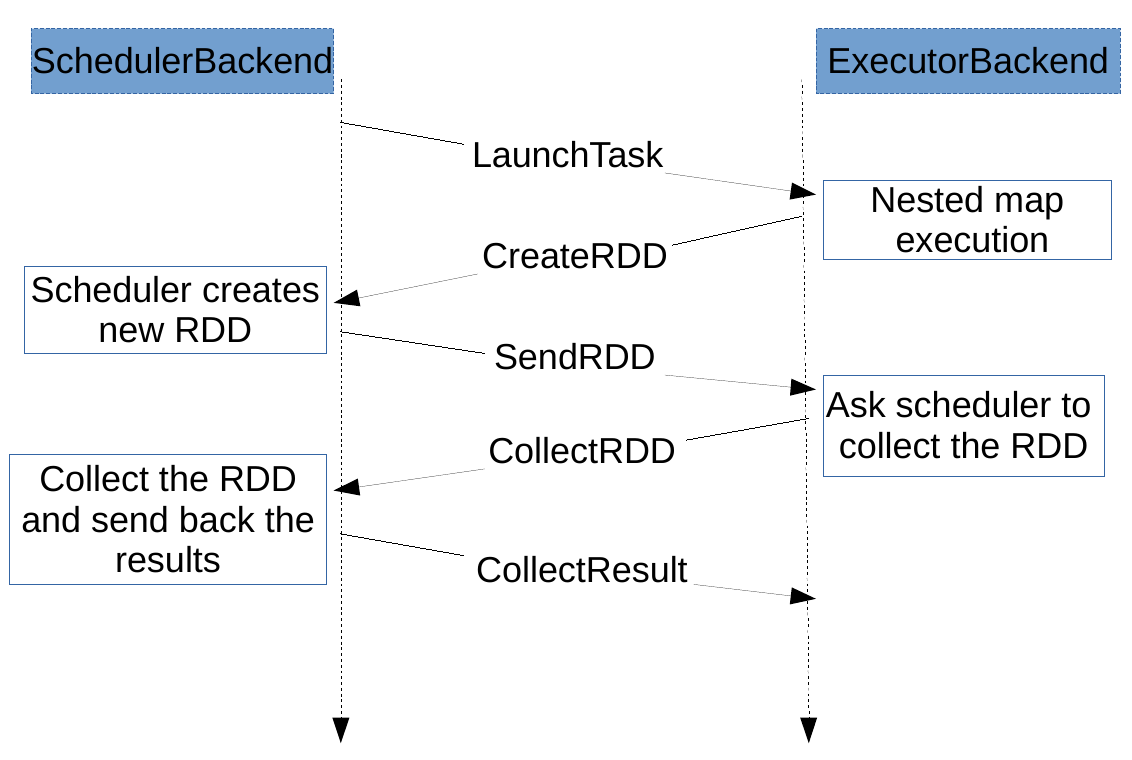 SchedulerBackend
ExecutorBackend
LaunchTask
Nested map
execution
CreateRDD
Scheduler creates
new RDD
SendRDD
Ask scheduler to
collect the RDD
CollectRDD
Collect the RDD
and send back the
results
CollectResult